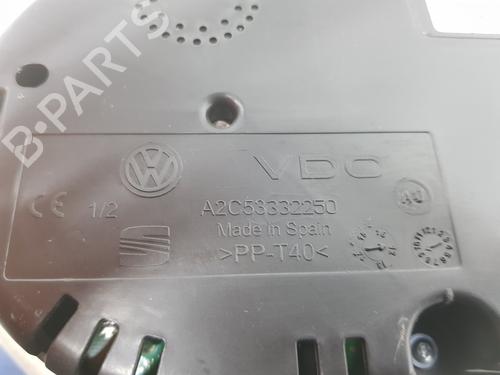 B-PARTS
VDO
CE 1/2 A2C53332250
Made in Spain
>PP-T40<